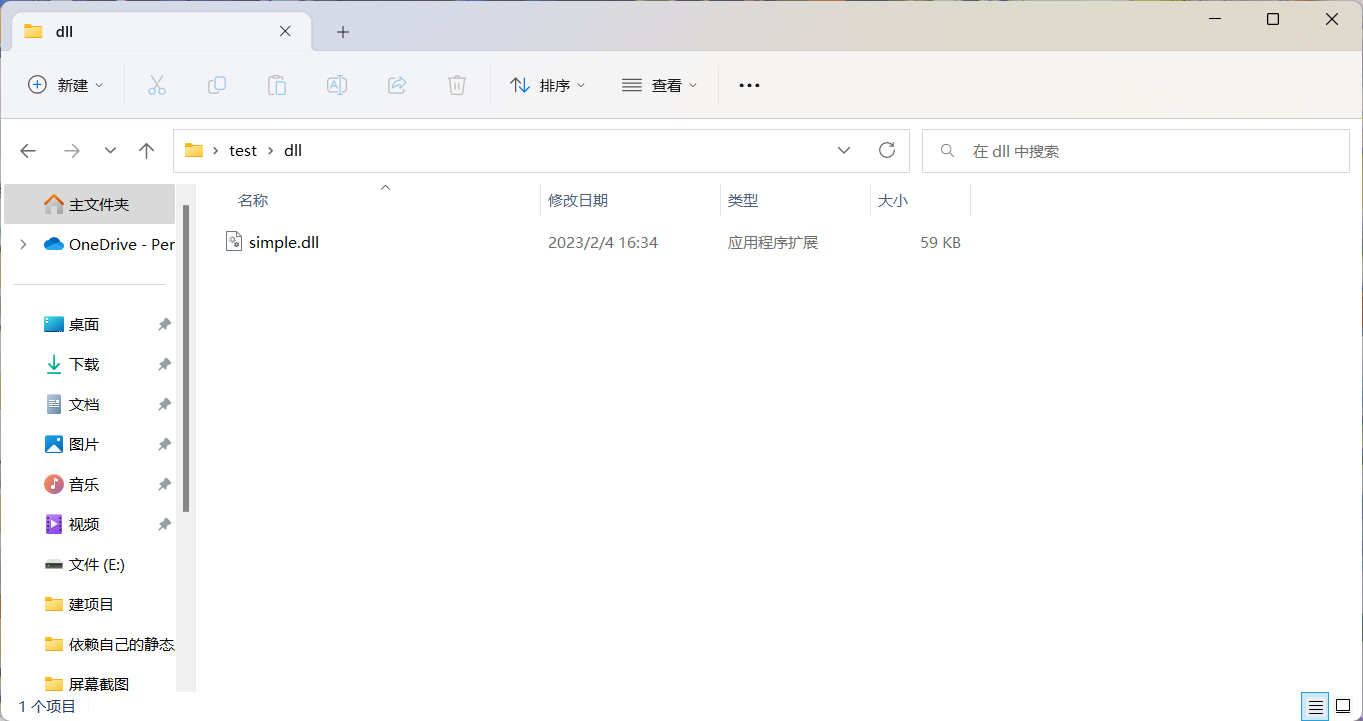 dll
新建
排序
查看
test
dll
在 dll 中搜索
主文件夹
OneDrive - Per
桌面
下载
文档
图片
音乐
视频
文件 (E:)
建项目
依赖自己的静态
屏幕截图
名称
修改日期
类型
大小
simple.dll
2023/2/4 16:34
应用程序扩展
59 KB
1 个项目